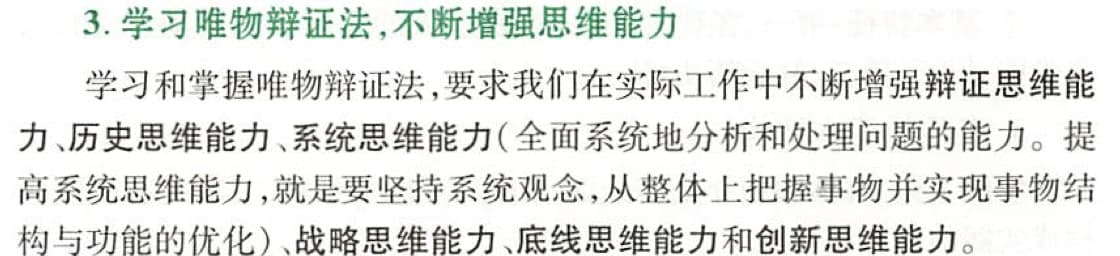 3. 学习唯物辩证法,不断增强思维能力
学习和掌握唯物辩证法,要求我们在实际工作中不断增强辩证思维能
力、历史思维能力、系统思维能力(全面系统地分析和处理问题的能力。提
高系统思维能力,就是要坚持系统观念,从整体上把握事物并实现事物结
构与功能的优化)、战略思维能力、底线思维能力和创新思维能力。